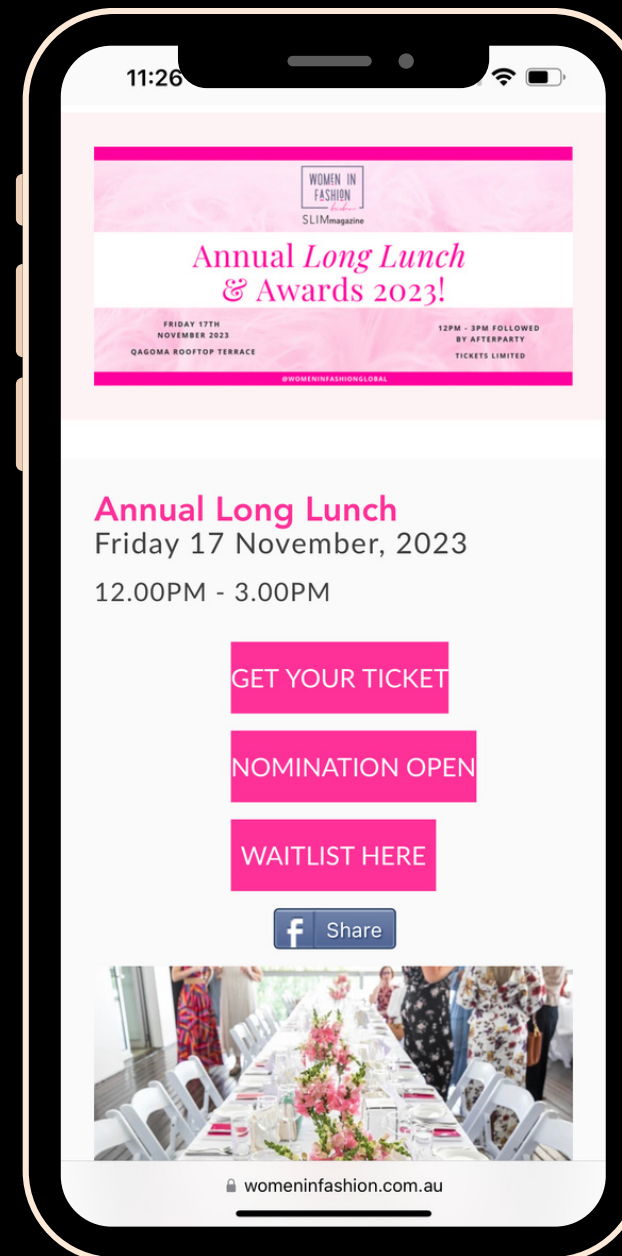 11:26
WOMEN IN
FASHION
SLIMmagazine
Annual Long Lunch
& Awards 2023!
FRIDAY 17TH
NOVEMBER 2023
QAGOMA ROOFTOP TERRACE
12PM - 3PM FOLLOWED
BY AFTERPARTY
TICKETS LIMITED
@WOMENINFASHIONGLOBAL
Annual Long Lunch
Friday 17 November, 2023
12.00PM - 3.00PM
GET YOUR TICKET
NOMINATION OPEN
WAITLIST HERE
f Share
womeninfashion.com.au